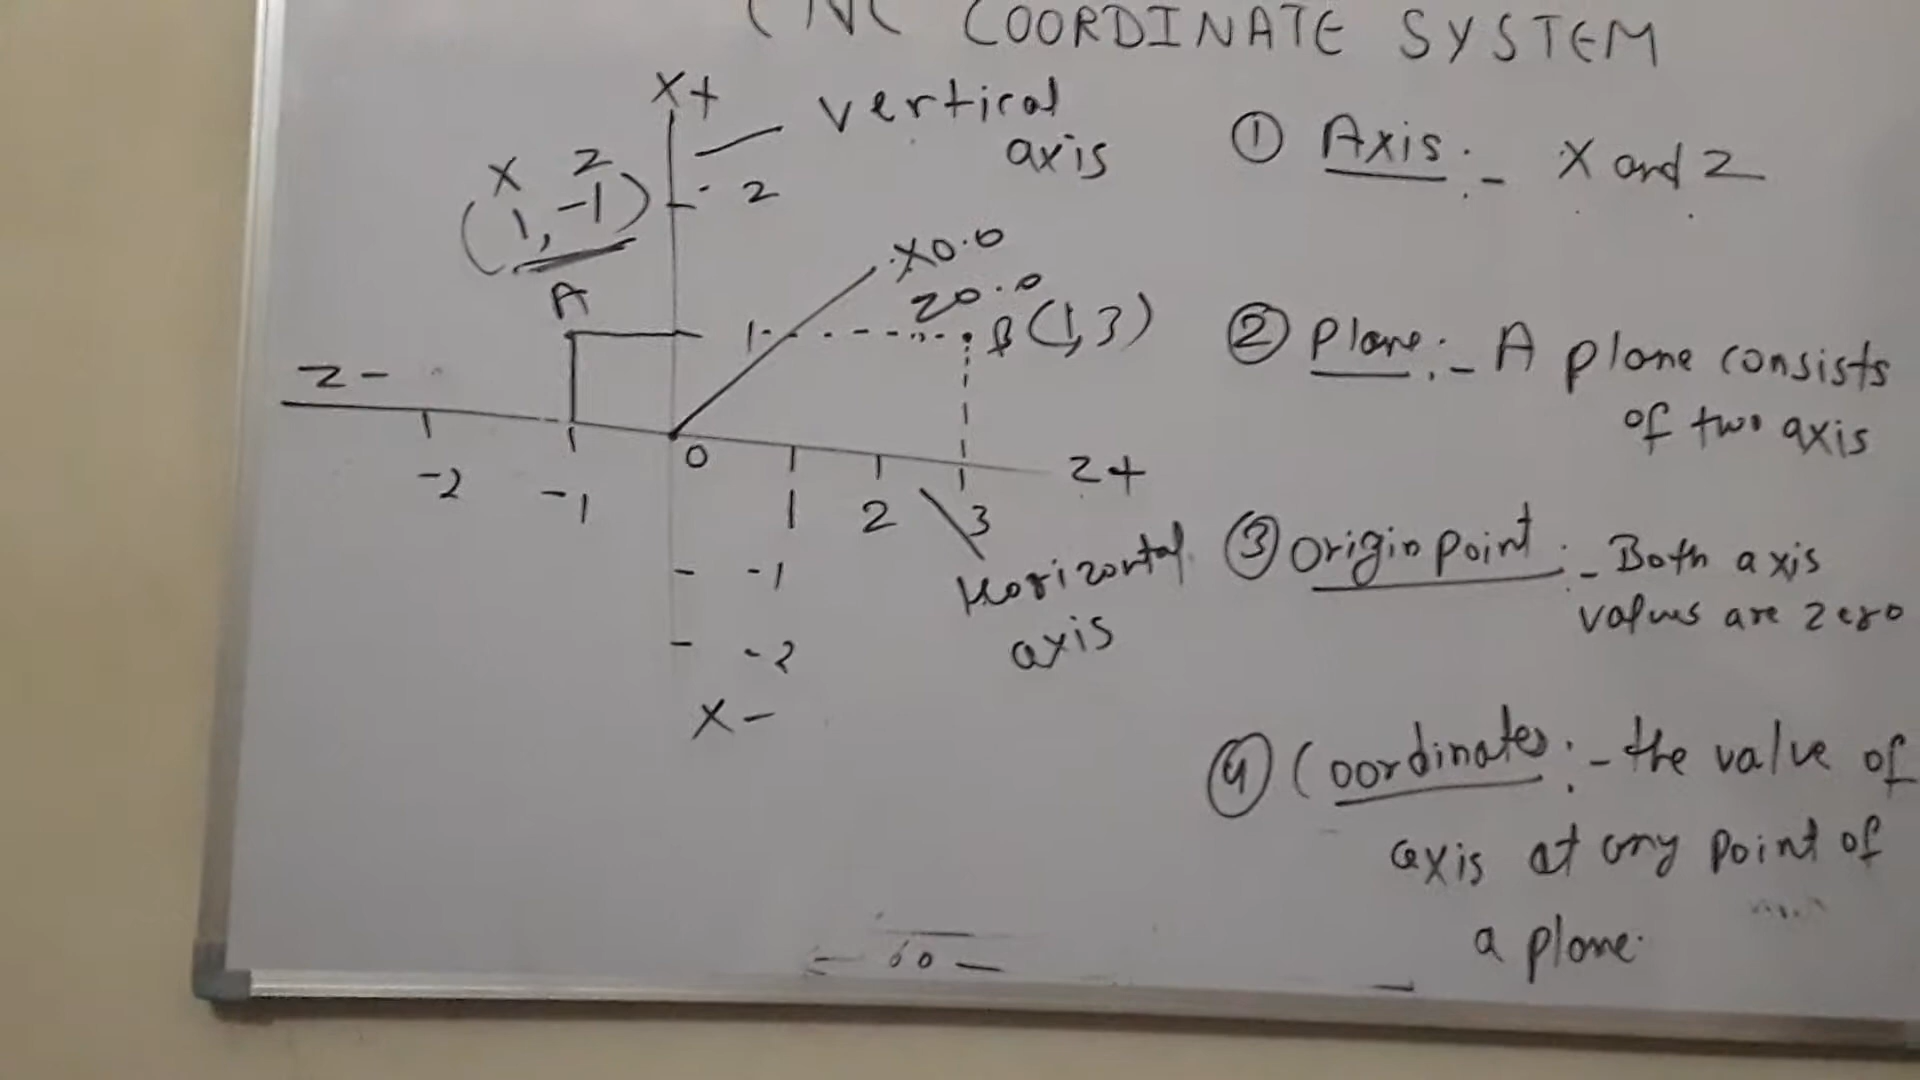 CNC COORDINATE SYSTEM
X+
vertical
axis
X Z
(1, -1)
2
X0.0
Z0.0
A
1
B (1, 3)
Z-
-2
-1
0
1
2
3
Z+
Horizontal
axis
-1
-2
X-
① Axis :- X and Z
② Plane :- A plane consists
of two axis
③ Origin point :- Both axis
values are zero
④ Coordinates :- the value of
axis at any point of
a plane.